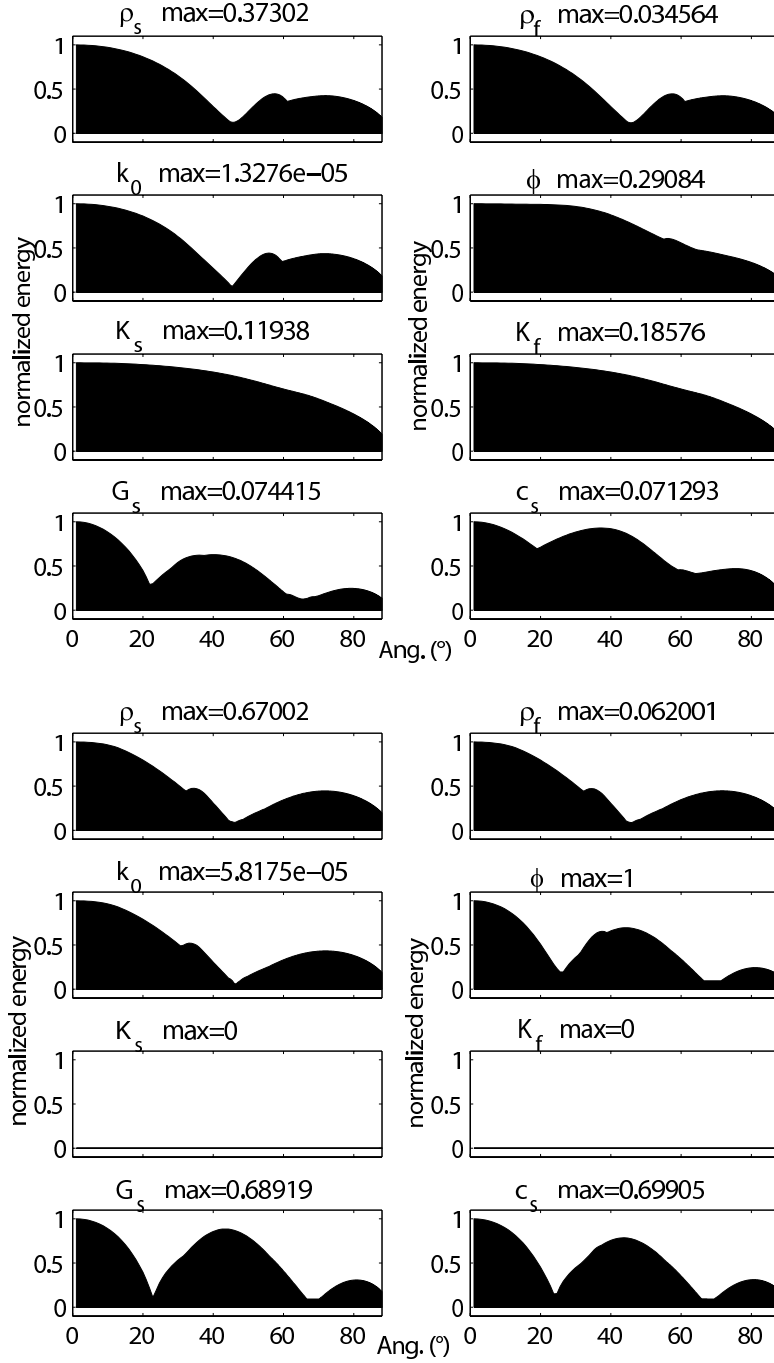 ρs max=0.37302
ρf max=0.034564
1
0.5
0
1
0.5
0
k0 max=1.3276e−05
ϕ max=0.29084
1
0.5
0
1
0.5
0
normalized energy
normalized energy
Ks max=0.11938
Kf max=0.18576
1
0.5
0
1
0.5
0
Gs max=0.074415
cs max=0.071293
1
0.5
0
1
0.5
0
0 20 40 60 80
Ang. (°)
0 20 40 60 80
ρs max=0.67002
ρf max=0.062001
1
0.5
0
1
0.5
0
k0 max=5.8175e−05
ϕ max=1
1
0.5
0
1
0.5
0
normalized energy
normalized energy
Ks max=0
Kf max=0
1
0.5
0
1
0.5
0
Gs max=0.68919
cs max=0.69905
1
0.5
0
1
0.5
0
0 20 40 60 80
Ang. (°)
0 20 40 60 80